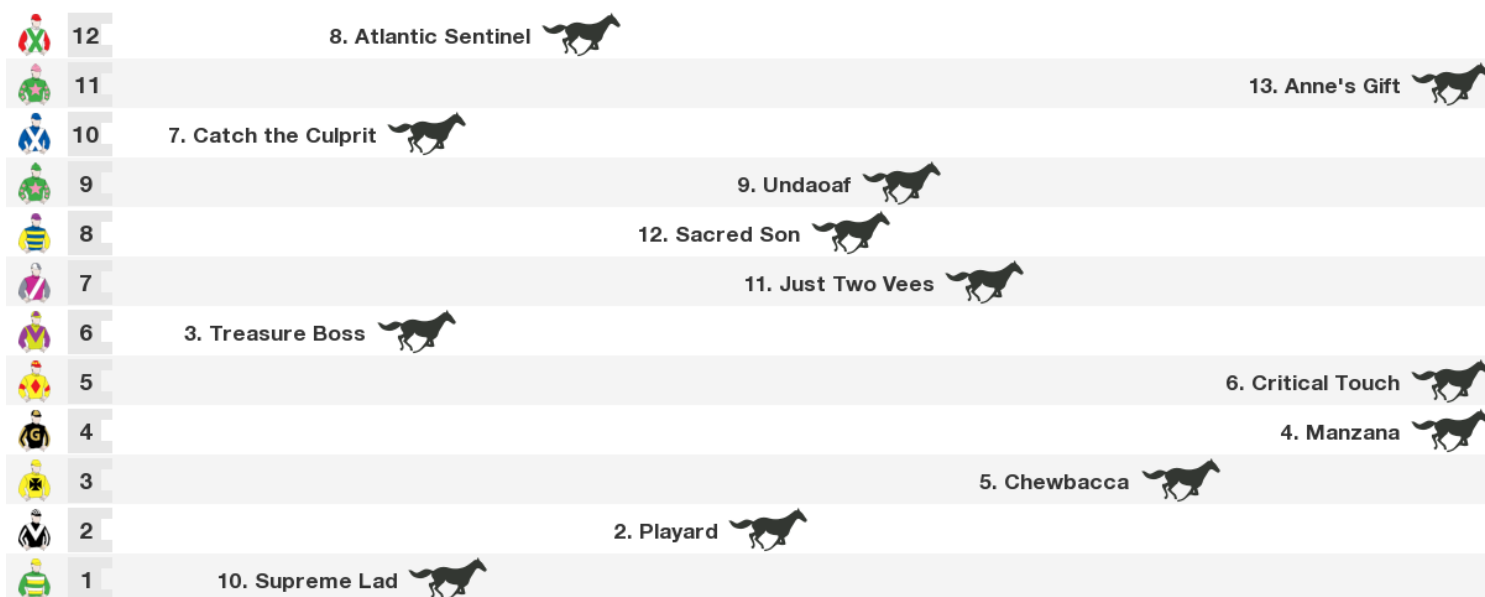 12 8. Atlantic Sentinel
11 13. Anne's Gift
10 7. Catch the Culprit
9 9. Undaoaf
8 12. Sacred Son
7 11. Just Two Vees
6 3. Treasure Boss
5 6. Critical Touch
G 4 4. Manzana
3 5. Chewbacca
2 2. Playard
1 10. Supreme Lad